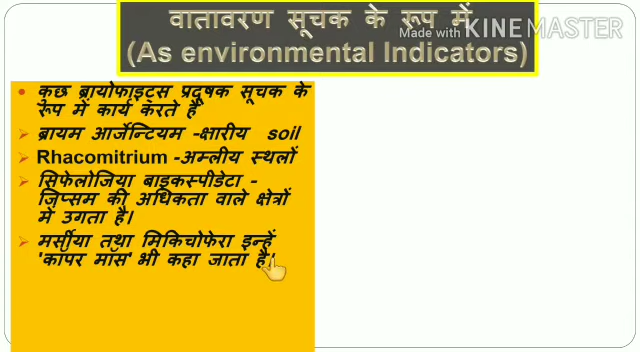 वातावरण सूचक के रूप में
Made with KINEMASTER
(As environmental Indicators)
कुछ ब्रायोफाइट्स प्रदूषक सूचक के
रूप में कार्य करते हैं
ब्रायम आर्जेन्टियम -क्षारीय soil
Rhacomitrium -अम्लीय स्थलों
सिफेलोजिया बाइकस्पीडेटा -
जिप्सम की अधिकता वाले क्षेत्रों
में उगता है।
मर्सीया तथा मिकिचोफेरा इन्हें
'कॉपर मॉस' भी कहा जाता है।